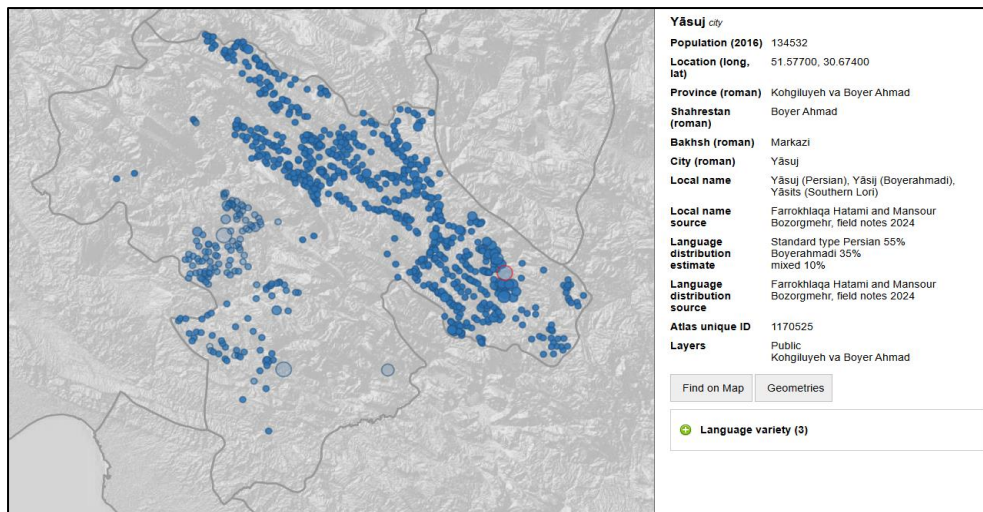 Yāsuj city
Population (2016) 134532
Location (long, lat) 51.57700, 30.67400
Province (roman) Kohgiluyeh va Boyer Ahmad
Shahrestan (roman) Boyer Ahmad
Bakhsh (roman) Markazi
City (roman) Yāsuj
Local name Yāsuj (Persian), Yāsij (Boyerahmadi),
Yāsits (Southern Lori)
Local name source Farrokhlaqa Hatami and Mansour
Bozorgmehr, field notes 2024
Language distribution estimate Standard type Persian 55%
Boyerahmadi 35%
mixed 10%
Language distribution source Farrokhlaqa Hatami and Mansour
Bozorgmehr, field notes 2024
Atlas unique ID 1170525
Layers Public
Kohgiluyeh va Boyer Ahmad
Find on Map Geometries
Language variety (3)